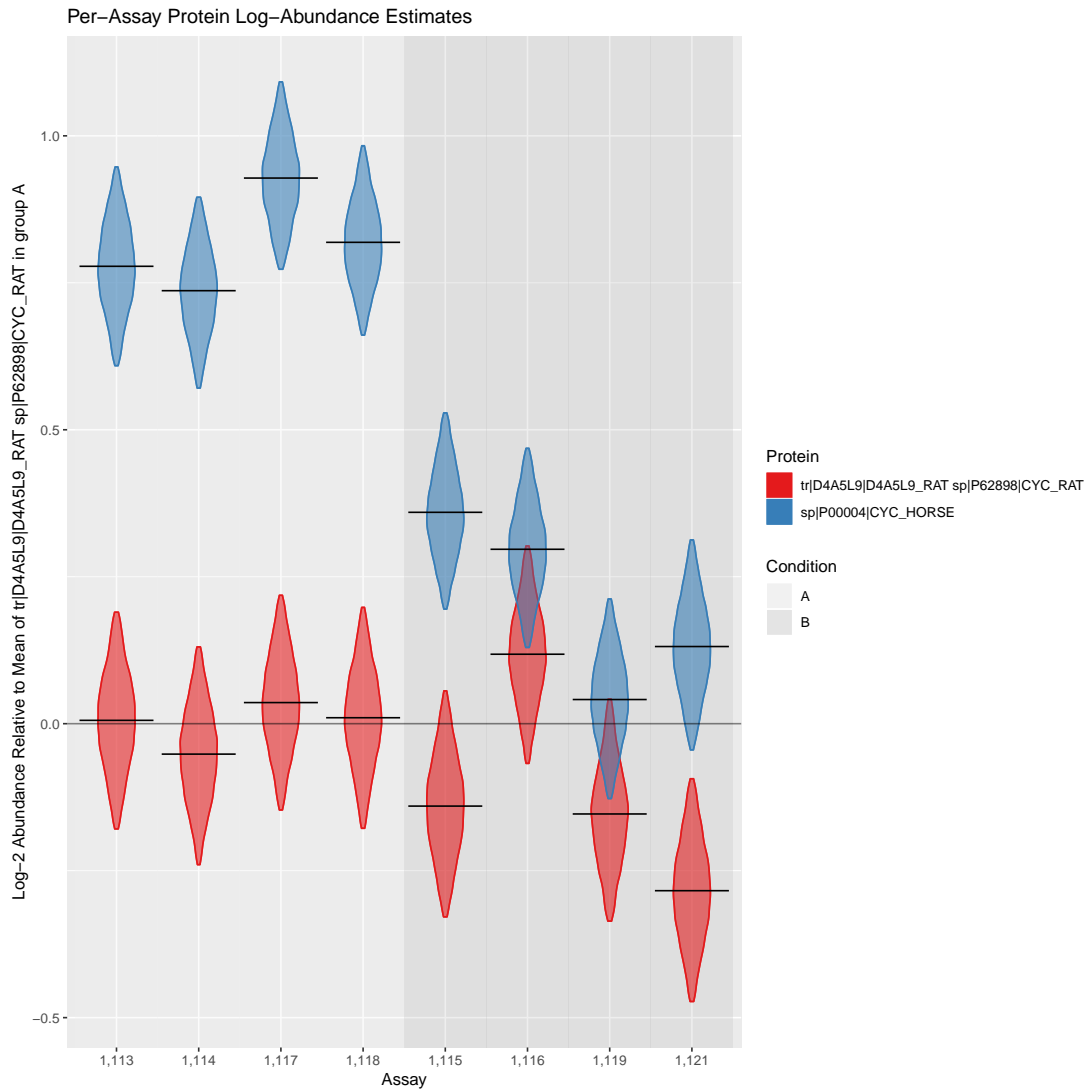 Per−Assay Protein Log−Abundance Estimates
Log−2 Abundance Relative to Mean of tr|D4A5L9|D4A5L9_RAT sp|P62898|CYC_RAT in group A
1.0
0.5
0.0
−0.5
1,113 1,114 1,117 1,118 1,115 1,116 1,119 1,121
Assay
Protein
tr|D4A5L9|D4A5L9_RAT sp|P62898|CYC_RAT
sp|P00004|CYC_HORSE
Condition
A
B